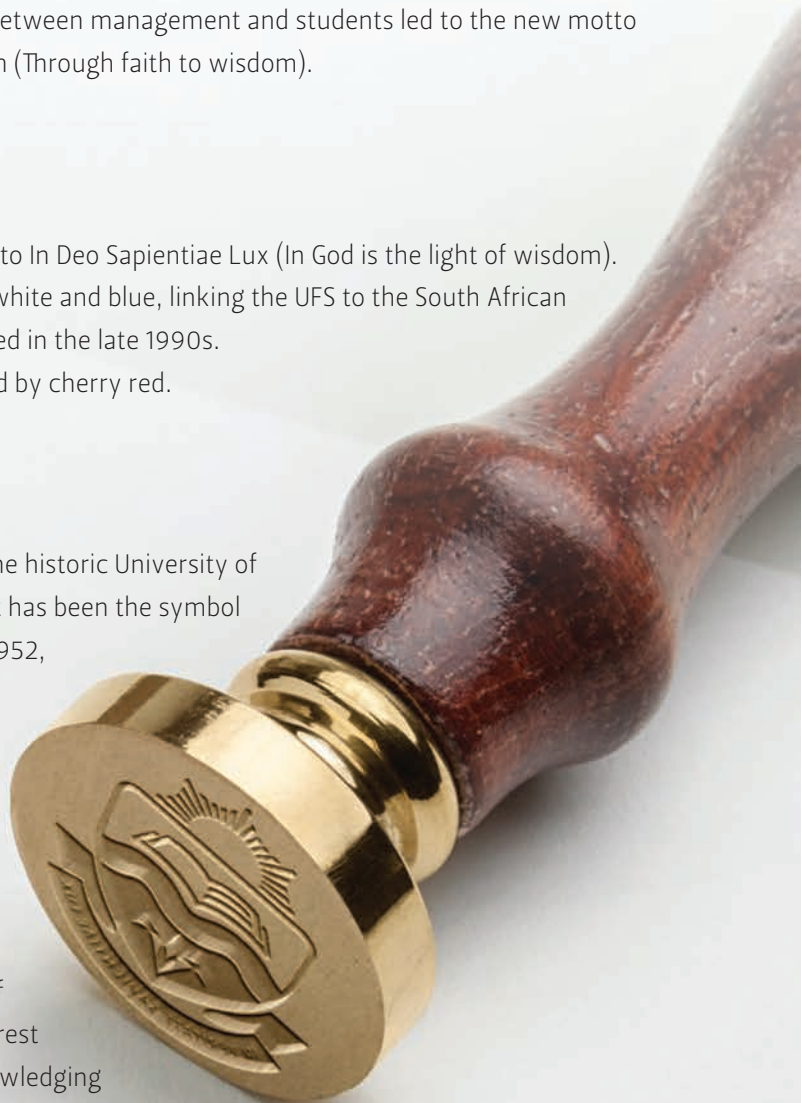 etween management and students led to the new motto
(Through faith to wisdom).
to In Deo Sapientiae Lux (In God is the light of wisdom).
white and blue, linking the UFS to the South African
ed in the late 1990s.
d by cherry red.
he historic University of
has been the symbol
952,
f
rest
wledging